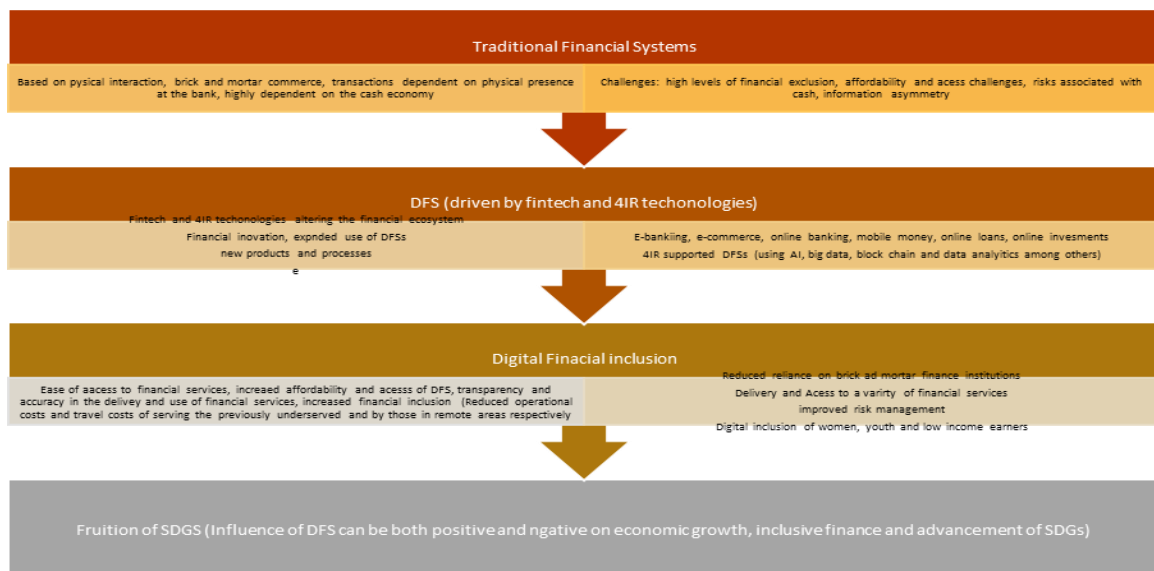 Traditional Financial Systems
Based on pysical interaction, brick and mortar commerce, transactions dependent on physical presence
at the bank, highly dependent on the cash economy
Challenges: high levels of financial exclusion, affordability and acess challenges, risks associated with
cash, information asymmetry
DFS (driven by fintech and 4IR techonologies)
Fintech and 4IR techonologies altering the financial ecosystem
Financial inovation, expnded use of DFSs
new products and processes
e
E-bankiing, e-commerce, online banking, mobile money, online loans, online invesments
4IR supported DFSs (using AI, big data, block chain and data analyitics among others)
Digital Finacial inclusion
Ease of aacess to financial services, increaed affordability and acesss of DFS, transparency and
accuracy in the delivey and use of financial services, increased financial inclusion (Reduced operational
costs and travel costs of serving the previously underserved and by those in remote areas respectively
Reduced reliance on brick ad mortar finance institutions
Delivery and Acess to a varirty of financial services
improved risk management
Digital inclusion of women, youth and low income earners
Fruition of SDGS (Influence of DFS can be both positive and ngative on economic growth, inclusive finance and advancement of SDGs)